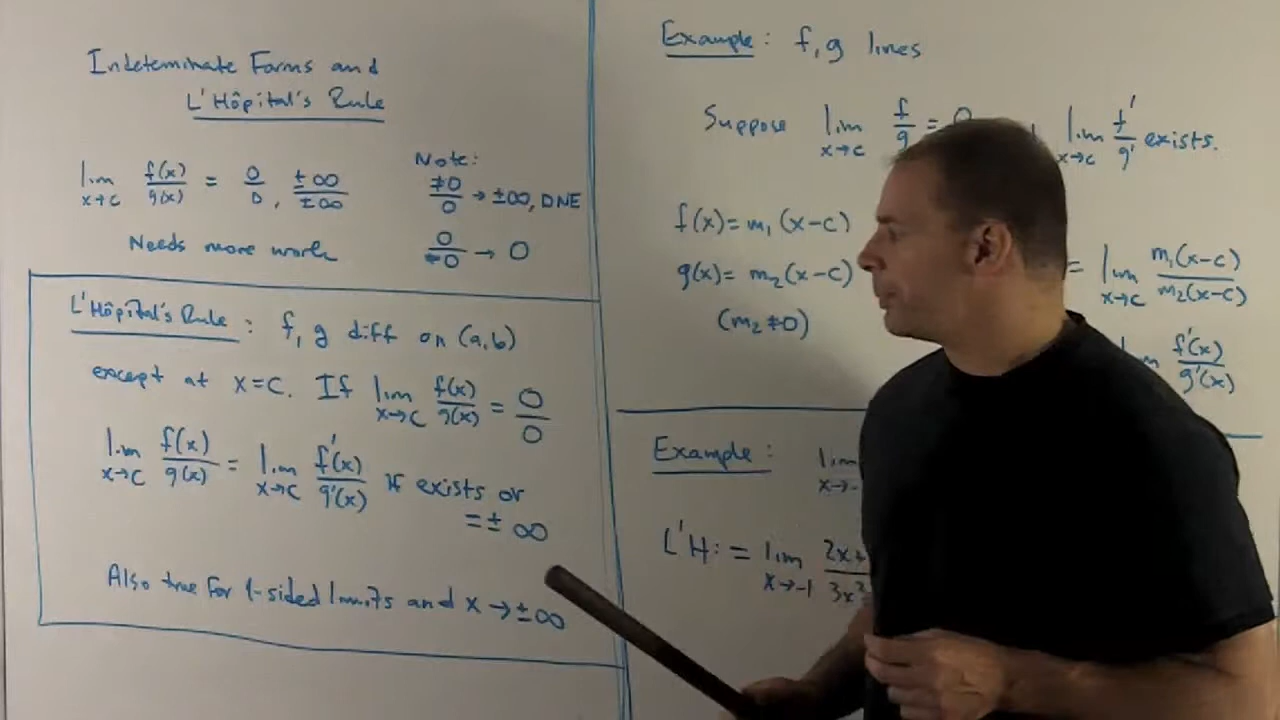 Indeterminate Forms and
L'Hôpital's Rule
lim x→c f(x)/g(x) = 0/0, ±∞/±∞
Needs more work
Note:
≠0/0 → ±∞, DNE
0/≠0 → 0
L'Hôpital's Rule: f, g diff on (a,b)
except at x=c. If lim x→c f(x)/g(x) = 0/0
lim x→c f(x)/g(x) = lim x→c f'(x)/g'(x) if exists or
= ± ∞
Also true for 1-sided limits and x → ±∞
Example: f, g lines
Suppose lim x→c f/g = lim x→c f'/g' exists.
f(x) = m₁(x-c)
g(x) = m₂(x-c)
(m₂≠0)
= lim x→c m₁(x-c)/m₂(x-c)
f'(x)/g'(x)
Example: lim x→-
L'H: = lim x→-1 2x+/3x²